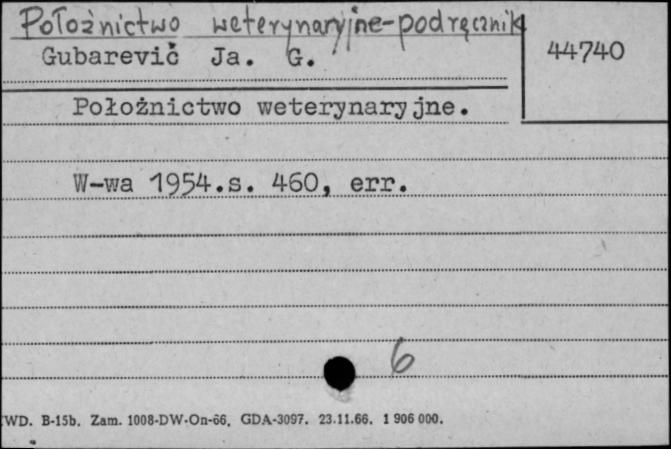 Położnictwo weterynaryjne-podręcznik
Gubarevič Ja. G.
44740
Położnictwo weterynaryjne.
W-wa 1954.s. 460, err.
6
WD. B-15b. Zam. 1008-DW-On-66. GDA-3097. 23.11.66. 1 906 000.